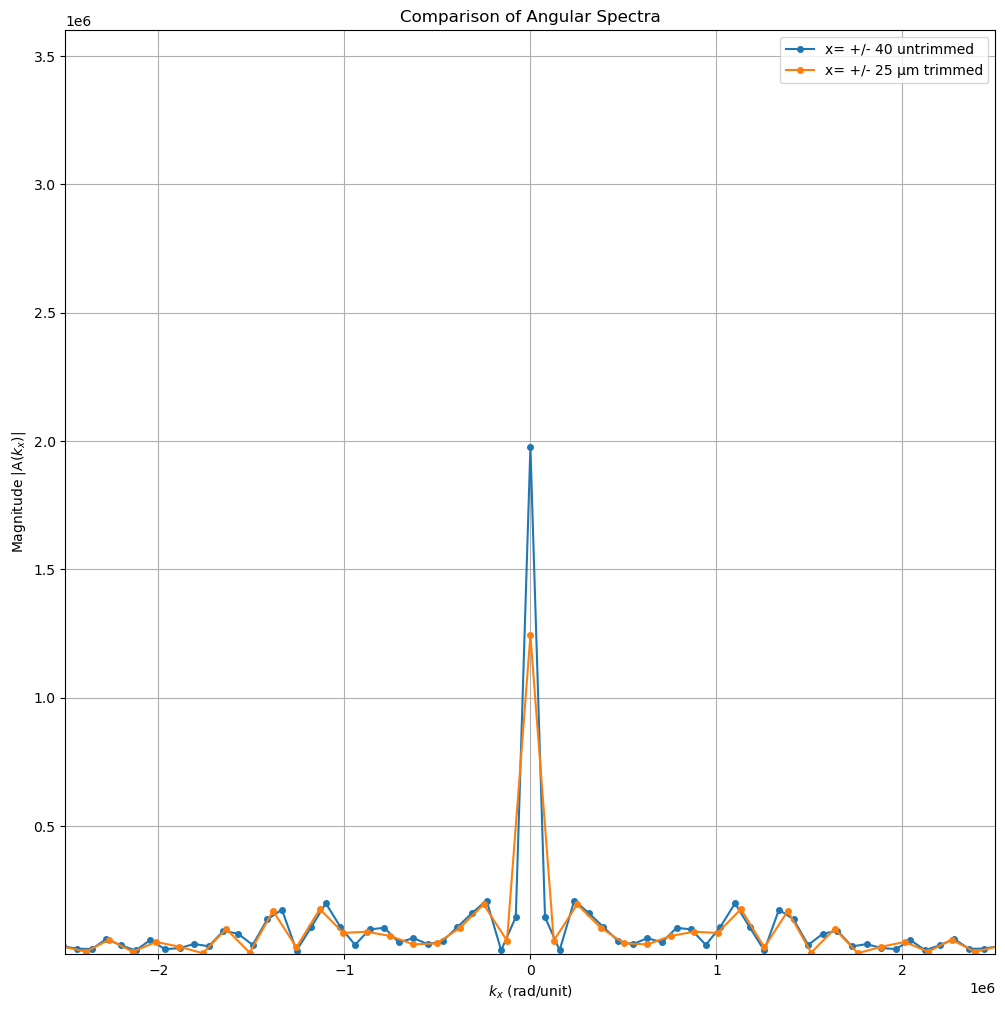 Comparison of Angular Spectra
1e6
x= +/- 40 untrimmed
x= +/- 25 μm trimmed
3.5
3.0
2.5
2.0
1.5
1.0
0.5
Magnitude |A(kₓ)|
−2
−1
0
1
2
kₓ (rad/unit)
1e6